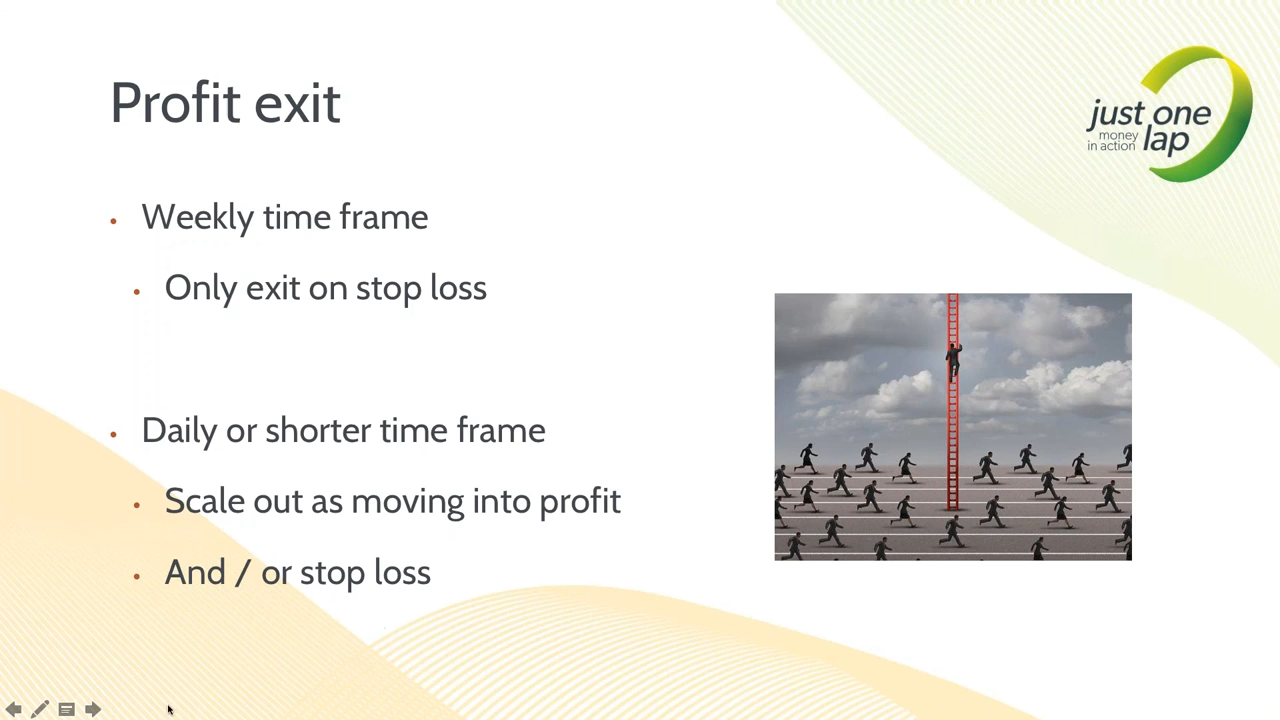 Profit exit
just one
money
in action lap
• Weekly time frame
• Only exit on stop loss
• Daily or shorter time frame
• Scale out as moving into profit
• And / or stop loss